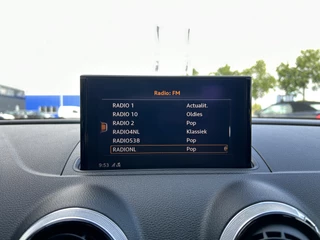 Radio: FM
RADIO 1 Actualit.
RADIO 10 Oldies
RADIO 2 Pop
RADIO4NL Klassiek
RADIO538 Pop
RADIONL Pop